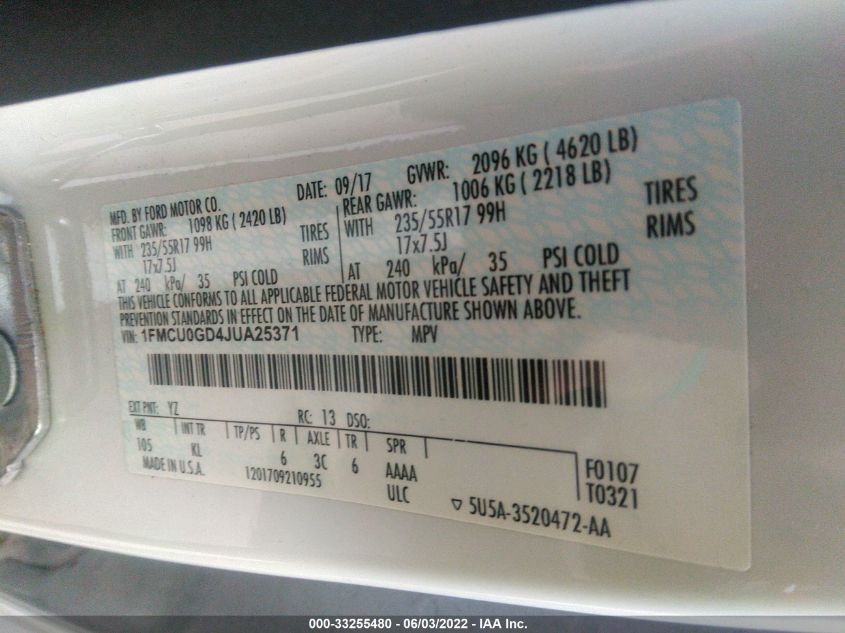 MFD. BY FORD MOTOR CO.
DATE: 09/17 GVWR: 2096 KG ( 4620 LB)
FRONT GAWR: 1098 KG ( 2420 LB)
REAR GAWR: 1006 KG ( 2218 LB)
WITH 235/55R17 99H TIRES
WITH 235/55R17 99H TIRES
17x7.5J RIMS
17x7.5J RIMS
AT 240 kPa/ 35 PSI COLD
AT 240 kPa/ 35 PSI COLD
THIS VEHICLE CONFORMS TO ALL APPLICABLE FEDERAL MOTOR VEHICLE SAFETY AND THEFT
PREVENTION STANDARDS IN EFFECT ON THE DATE OF MANUFACTURE SHOWN ABOVE.
VIN: 1FMCU0GD4JUA25371 TYPE: MPV
EXT PNT: YZ RC: 13 DSO:
WB INT TR TP/PS R AXLE TR SPR
105 KL 6 3C 6 AAAA F0107
MADE IN U.S.A. 1201709210955 ULC T0321
▽ 5U5A-3520472-AA
000-33255480 - 06/03/2022 - IAA Inc.